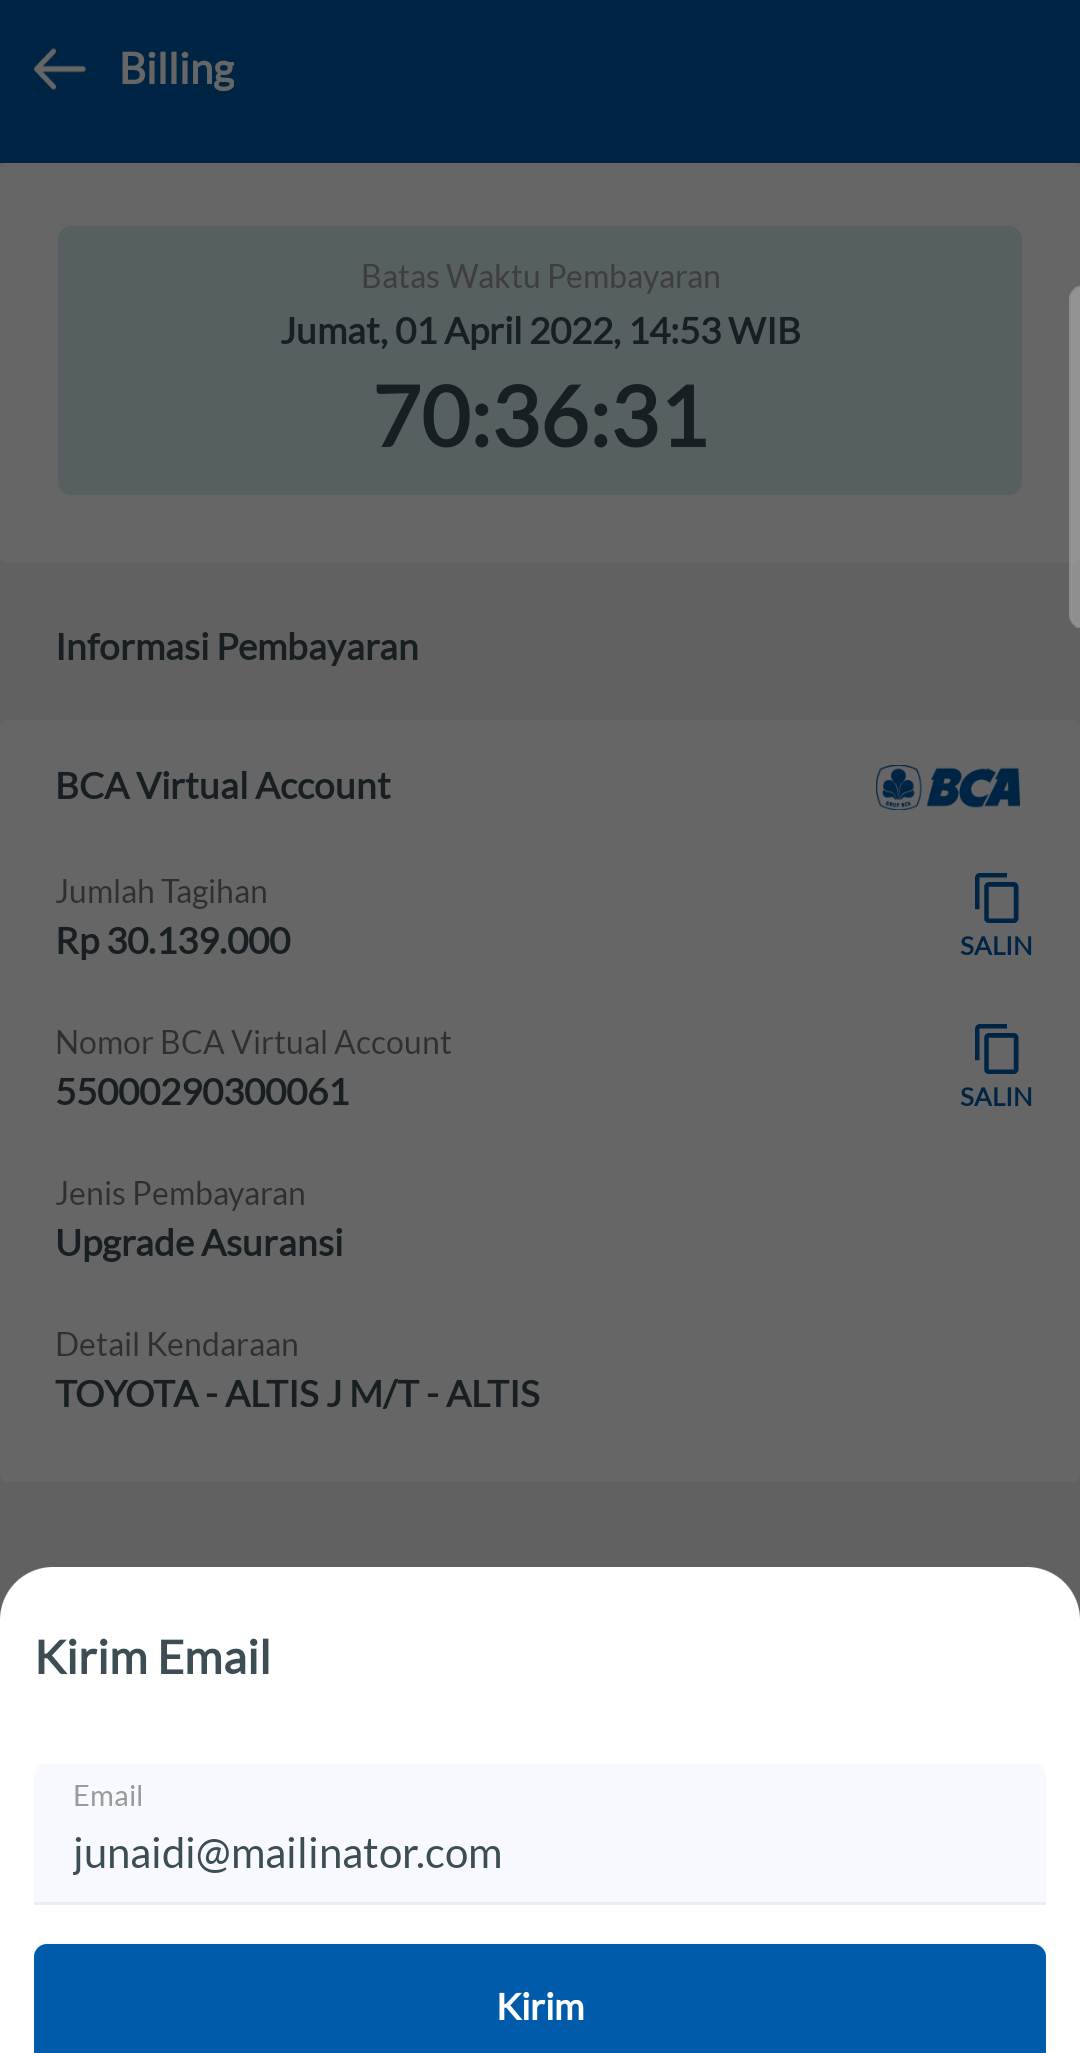 Billing
Batas Waktu Pembayaran
Jumat, 01 April 2022, 14:53 WIB
70:36:31
Informasi Pembayaran
BCA Virtual Account
BCA
Jumlah Tagihan
Rp 30.139.000
SALIN
Nomor BCA Virtual Account
55000290300061
SALIN
Jenis Pembayaran
Upgrade Asuransi
Detail Kendaraan
TOYOTA - ALTIS J M/T - ALTIS
Kirim Email
Email
junaidi@mailinator.com
Kirim